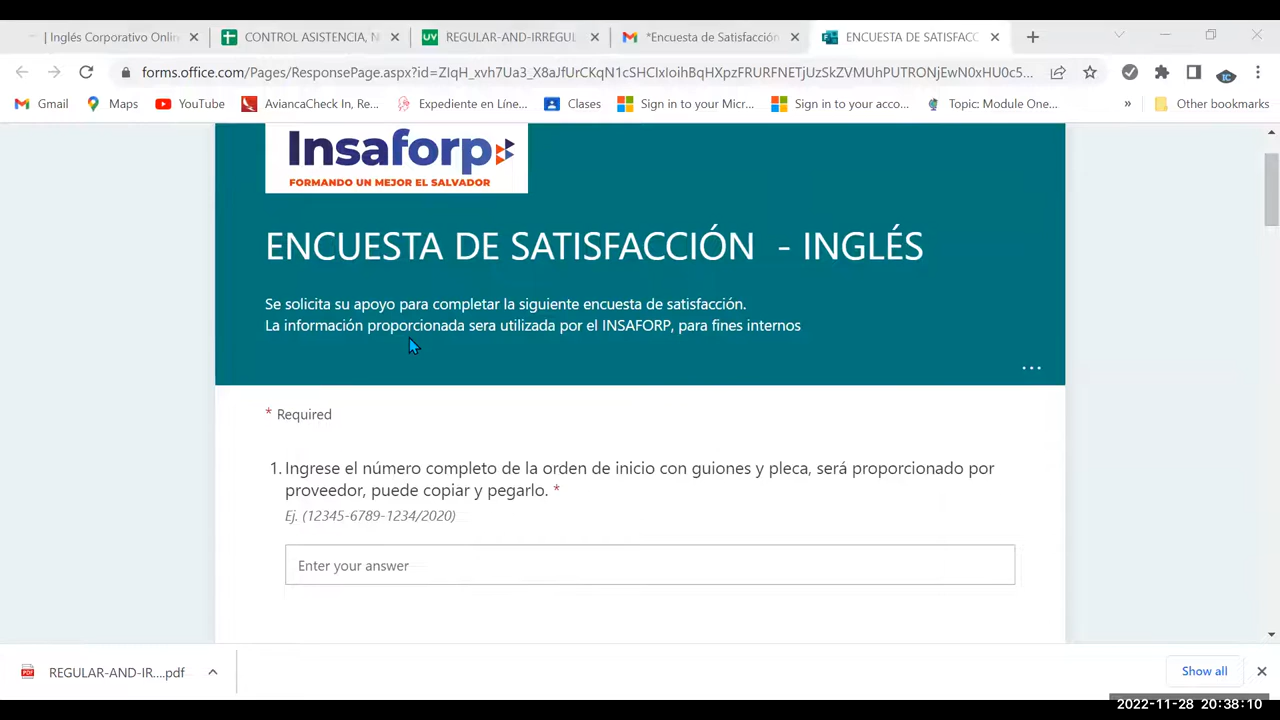 | Inglés Corporativo Onlin
CONTROL ASISTENCIA, N
REGULAR-AND-IRREGUL
*Encuesta de Satisfacción
ENCUESTA DE SATISFACC
forms.office.com/Pages/ResponsePage.aspx?id=ZIqH_xvh7Ua3_X8aJfUrCKqN1cSHCIxIoihBqHXpzFRURFNETjUzSkZVMUhPUTRONjEwN0xHU0c5...
Gmail
Maps
YouTube
AviancaCheck In, Re...
Expediente en Líne...
Clases
Sign in to your Micr...
Sign in to your acco...
Topic: Module One...
»
Other bookmarks
Insaforp
FORMANDO UN MEJOR EL SALVADOR
ENCUESTA DE SATISFACCIÓN - INGLÉS
Se solicita su apoyo para completar la siguiente encuesta de satisfacción.
La información proporcionada sera utilizada por el INSAFORP, para fines internos
...
* Required
1. Ingrese el número completo de la orden de inicio con guiones y pleca, será proporcionado por
proveedor, puede copiar y pegarlo. *
Ej. (12345-6789-1234/2020)
Enter your answer
REGULAR-AND-IR....pdf
Show all
2022-11-28 20:38:10